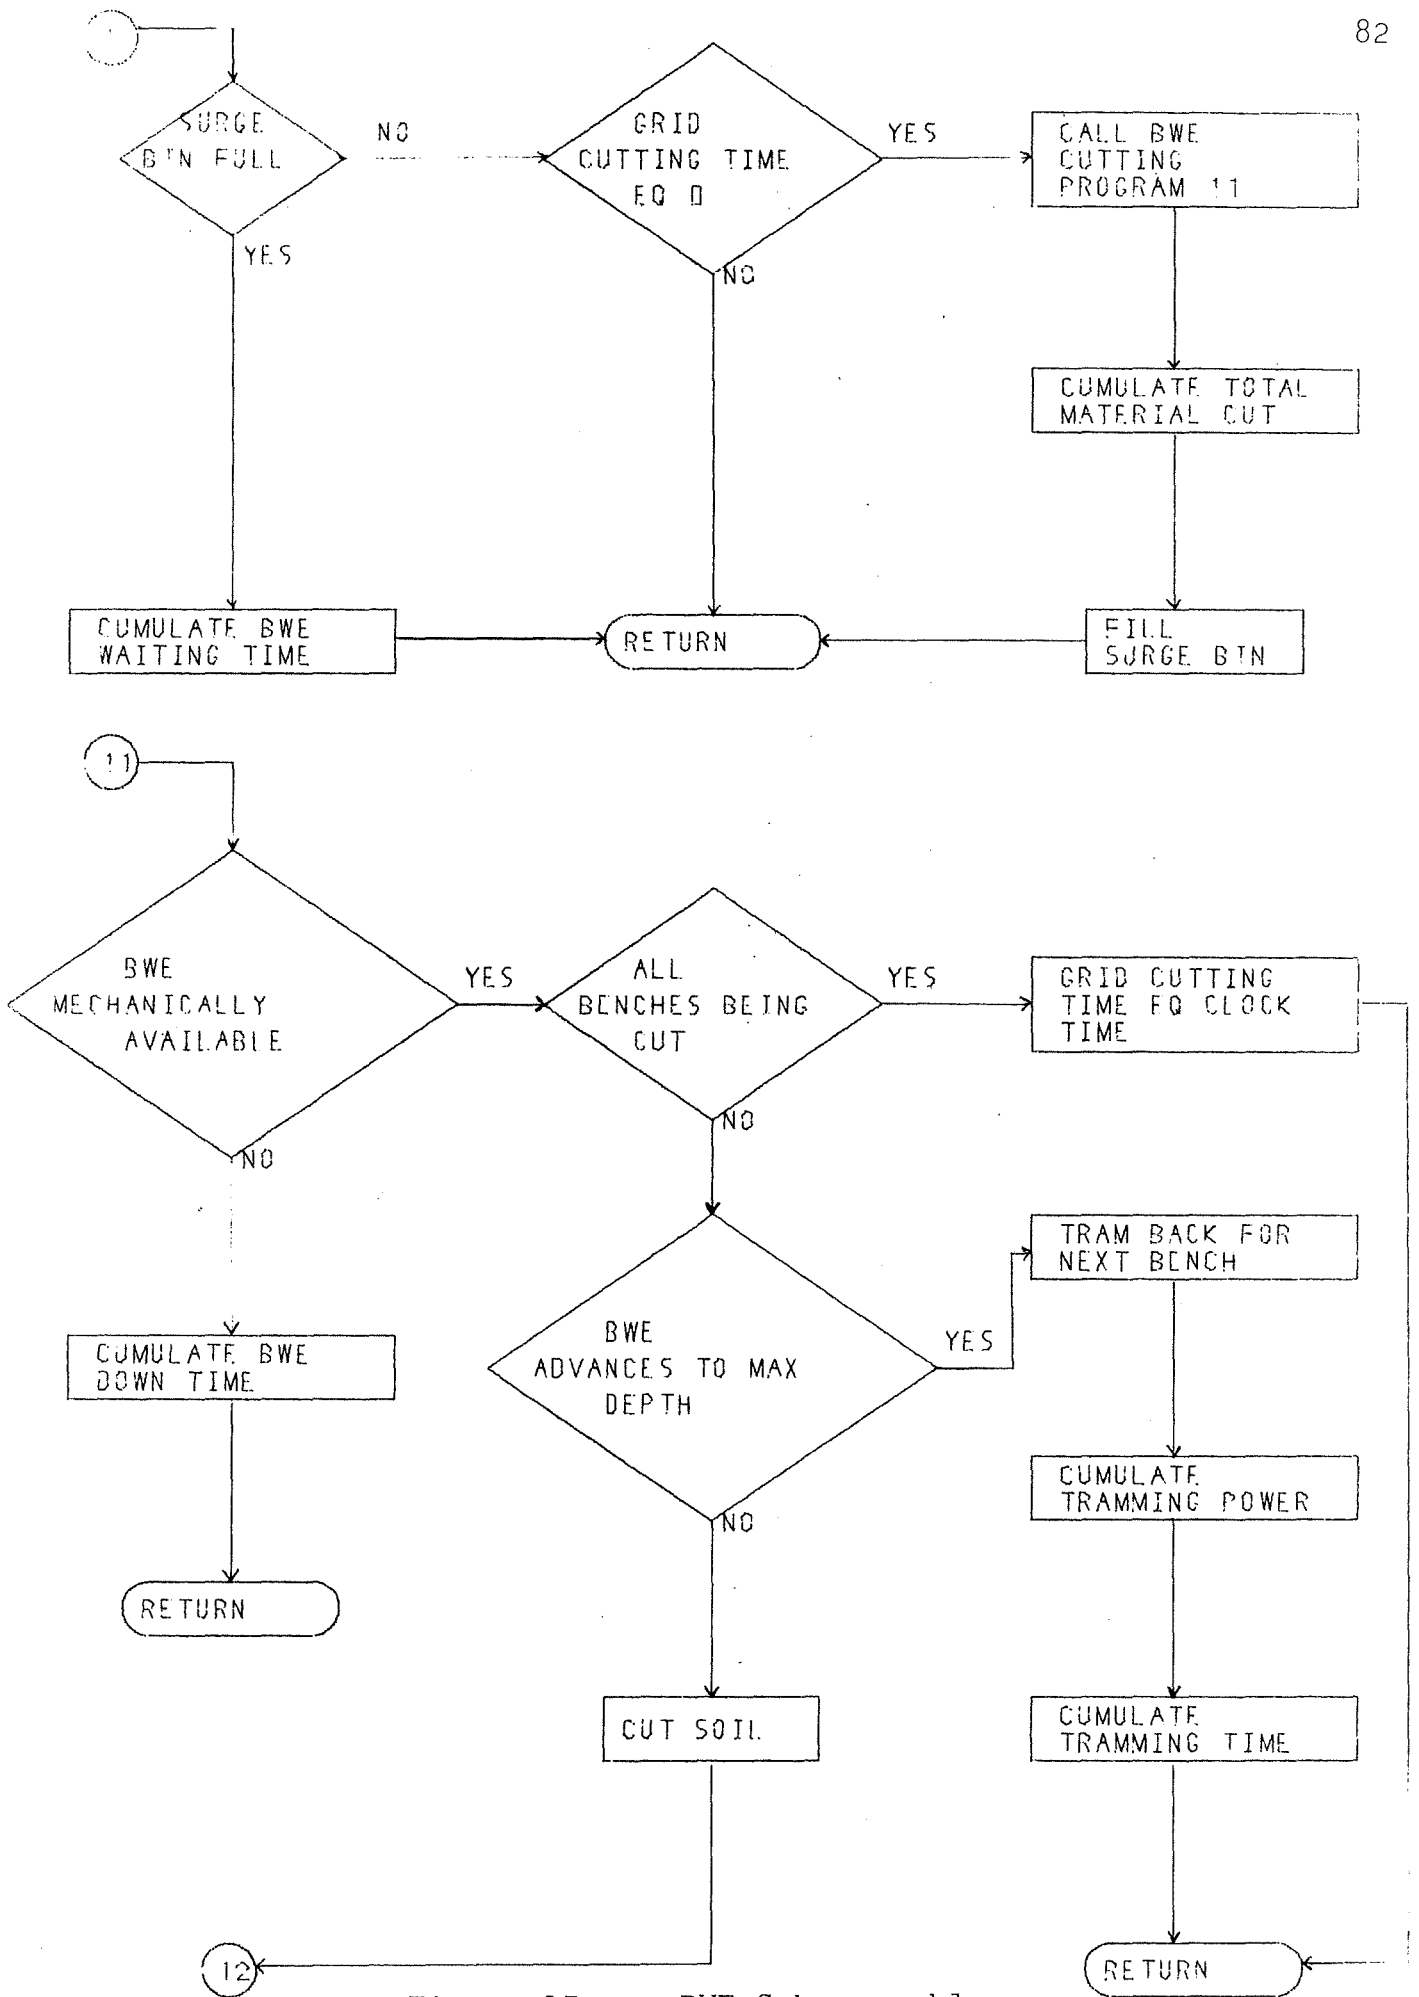 82
SURGE
BIN FULL
NO
YES
GRID
CUTTING TIME
EQ 0
YES
NO
CALL BWE
CUTTING
PROGRAM 11
CUMULATE TOTAL
MATERIAL CUT
CUMULATE BWE
WAITING TIME
RETURN
FILL
SURGE BIN
11
BWE
MECHANICALLY
AVAILABLE
YES
NO
ALL
BENCHES BEING
CUT
YES
NO
GRID CUTTING
TIME EQ CLOCK
TIME
CUMULATE BWE
DOWN TIME
RETURN
BWE
ADVANCES TO MAX
DEPTH
YES
NO
TRAM BACK FOR
NEXT BENCH
CUMULATE
TRAMMING POWER
CUT SOIL
CUMULATE
TRAMMING TIME
12
RETURN